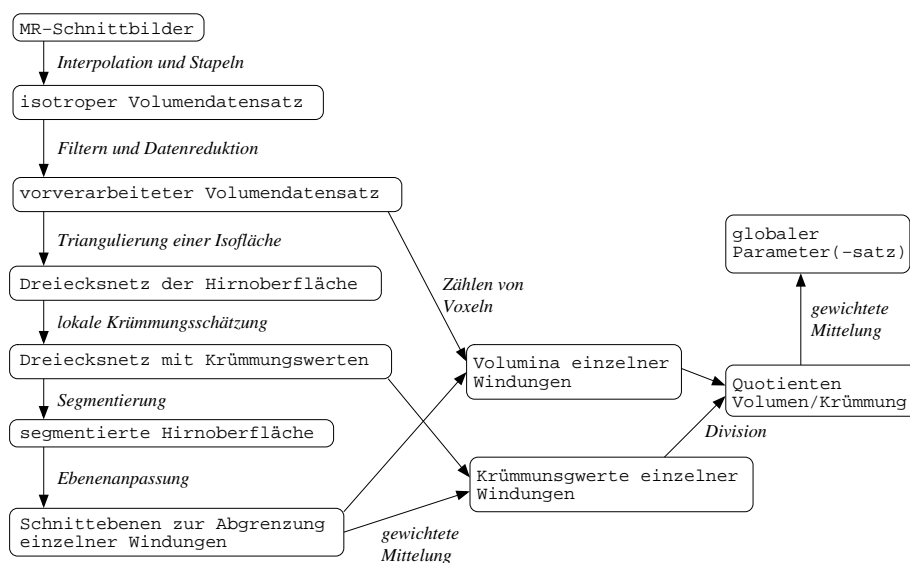 MR-Schnittbilder
Interpolation und Stapeln
isotroper Volumendatensatz
Filtern und Datenreduktion
vorverarbeiteter Volumendatensatz
Triangulierung einer Isofläche
Dreiecksnetz der Hirnoberfläche
lokale Krümmungsschätzung
Dreiecksnetz mit Krümmungswerten
Segmentierung
segmentierte Hirnoberfläche
Ebenenanpassung
Schnittebenen zur Abgrenzung
einzelner Windungen
Zählen von
Voxeln
gewichtete
Mittelung
Volumina einzelner
Windungen
Krümmunsgwerte einzelner
Windungen
Division
Quotienten
Volumen/Krümmung
gewichtete
Mittelung
globaler
Parameter(-satz)